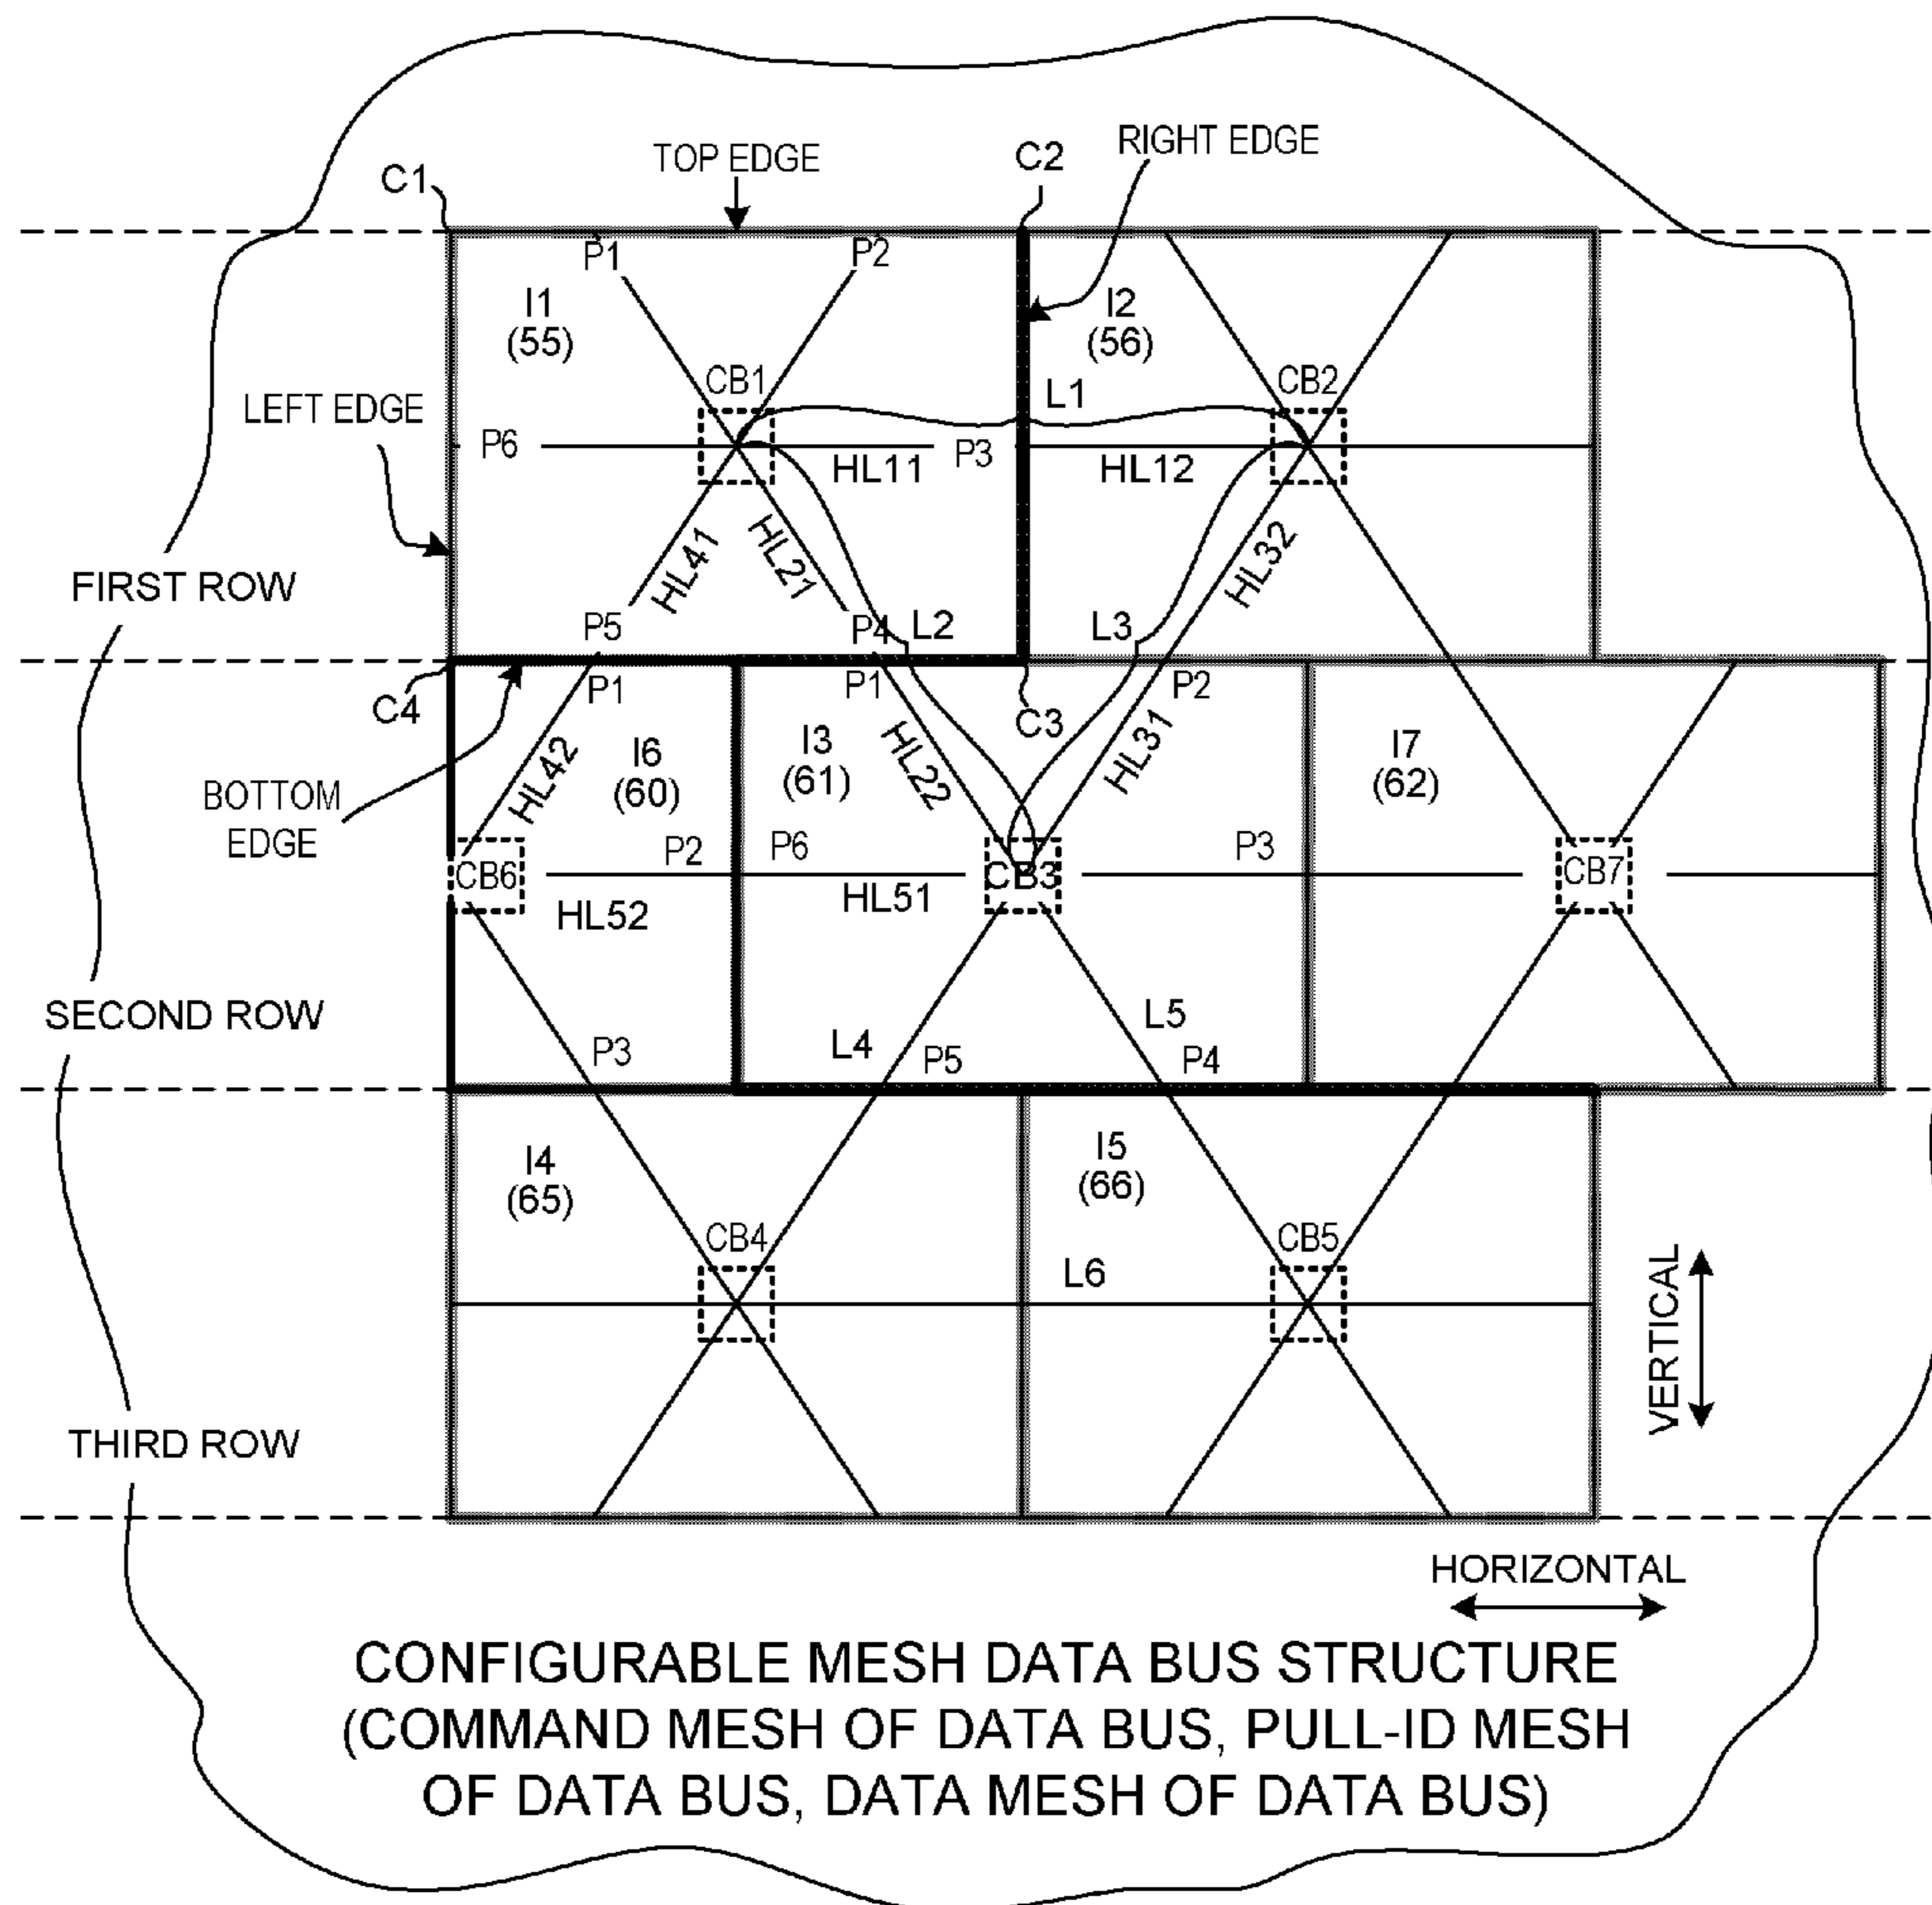 RIGHT EDGE
C2
TOP EDGE
C1
P1
P2
I1
(55)
I2
(56)
CB1
CB2
L1
LEFT EDGE
P6
P3
HL11
HL12
HL41
HL21
HL32
FIRST ROW
P5
P4
L2
L3
C4
P1
P1
P2
C3
HL42
I6
(60)
I3
(61)
HL22
HL31
I7
(62)
BOTTOM
EDGE
P2
P6
P3
CB6
CB3
CB7
HL52
HL51
SECOND ROW
P3
L4
P5
L5
P4
I4
(65)
I5
(66)
CB4
CB5
L6
VERTICAL
THIRD ROW
HORIZONTAL
CONFIGURABLE MESH DATA BUS STRUCTURE
(COMMAND MESH OF DATA BUS, PULL-ID MESH
OF DATA BUS, DATA MESH OF DATA BUS)